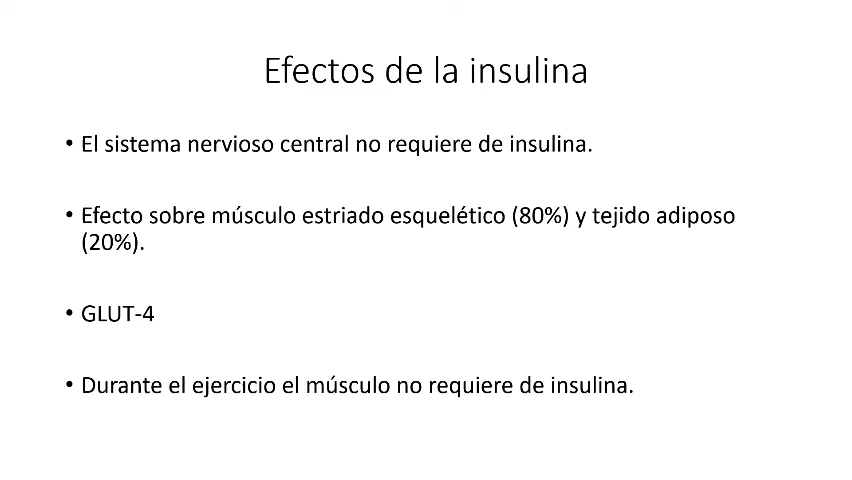 Efectos de la insulina
• El sistema nervioso central no requiere de insulina.
• Efecto sobre músculo estriado esquelético (80%) y tejido adiposo
(20%).
• GLUT-4
• Durante el ejercicio el músculo no requiere de insulina.